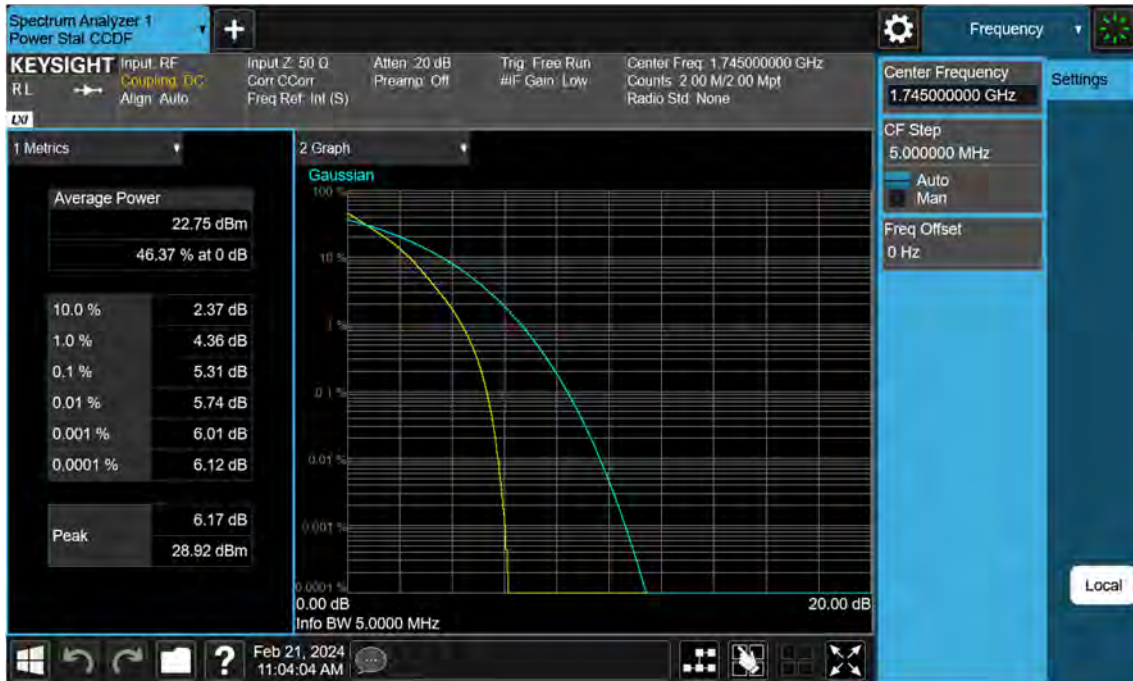 Spectrum Analyzer 1
Power Stat CCDF
Frequency
KEYSIGHT
RL
LXI
Input: RF
Coupling: DC
Align: Auto
Input Z: 50 Ω
Corr CCorr
Freq Ref: Int (S)
Atten: 20 dB
Preamp: Off
Trig: Free Run
#IF Gain: Low
Center Freq: 1.745000000 GHz
Counts: 2.00 M/2.00 Mpt
Radio Std: None
Center Frequency
1.745000000 GHz
Settings
CF Step
5.000000 MHz
Auto
Man
Freq Offset
0 Hz
1 Metrics
Average Power
22.75 dBm
46.37 % at 0 dB
10.0 % 2.37 dB
1.0 % 4.36 dB
0.1 % 5.31 dB
0.01 % 5.74 dB
0.001 % 6.01 dB
0.0001 % 6.12 dB
Peak
6.17 dB
28.92 dBm
2 Graph
Gaussian
100 %
10 %
1 %
0.1 %
0.01 %
0.001 %
0.0001 %
0.00 dB 20.00 dB
Info BW 5.0000 MHz
Local
?
Feb 21, 2024
11:04:04 AM